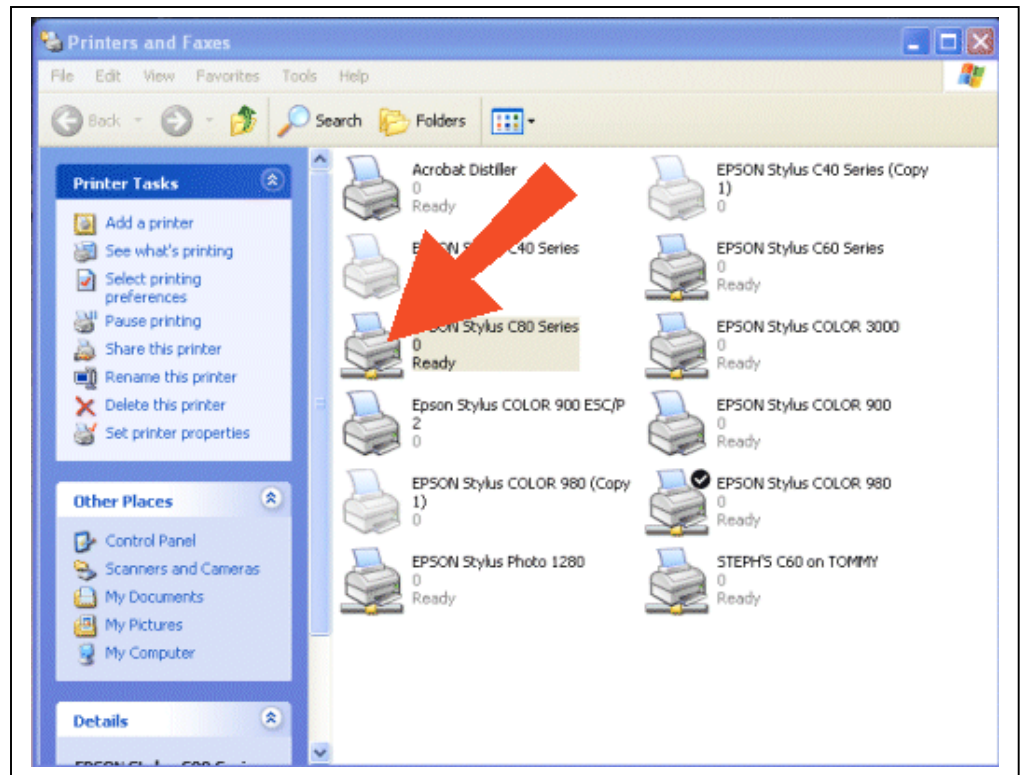 Printers and Faxes
File Edit View Favorites Tools Help
Back Search Folders
Printer Tasks
Add a printer
See what's printing
Select printing
preferences
Pause printing
Share this printer
Rename this printer
Delete this printer
Set printer properties
Other Places
Control Panel
Scanners and Cameras
My Documents
My Pictures
My Computer
Details
Acrobat Distiller
0
Ready
EPSON Stylus C40 Series (Copy
1)
0
C40 Series
EPSON Stylus C60 Series
0
Ready
Stylus C80 Series
0
Ready
EPSON Stylus COLOR 3000
0
Ready
Epson Stylus COLOR 900 ESC/P
2
0
EPSON Stylus COLOR 900
0
Ready
EPSON Stylus COLOR 980 (Copy
1)
0
EPSON Stylus COLOR 980
0
Ready
EPSON Stylus Photo 1280
0
Ready
STEPH'S C60 on TOMMY
0
Ready